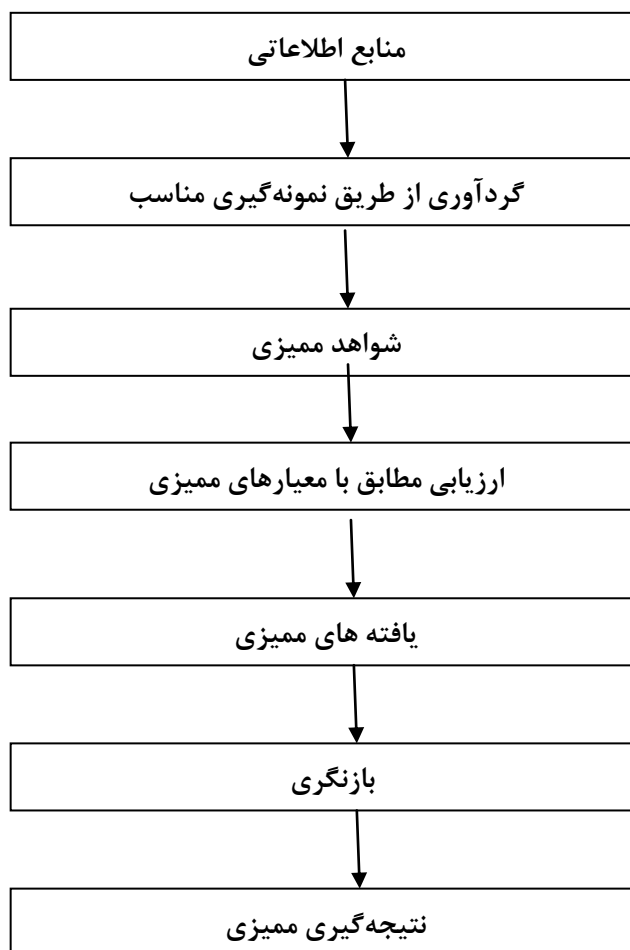 منابع اطلاعاتی
گردآوری از طریق نمونه‌گیری مناسب
شواهد ممیزی
ارزیابی مطابق با معیارهای ممیزی
یافته های ممیزی
بازنگری
نتیجه‌گیری ممیزی